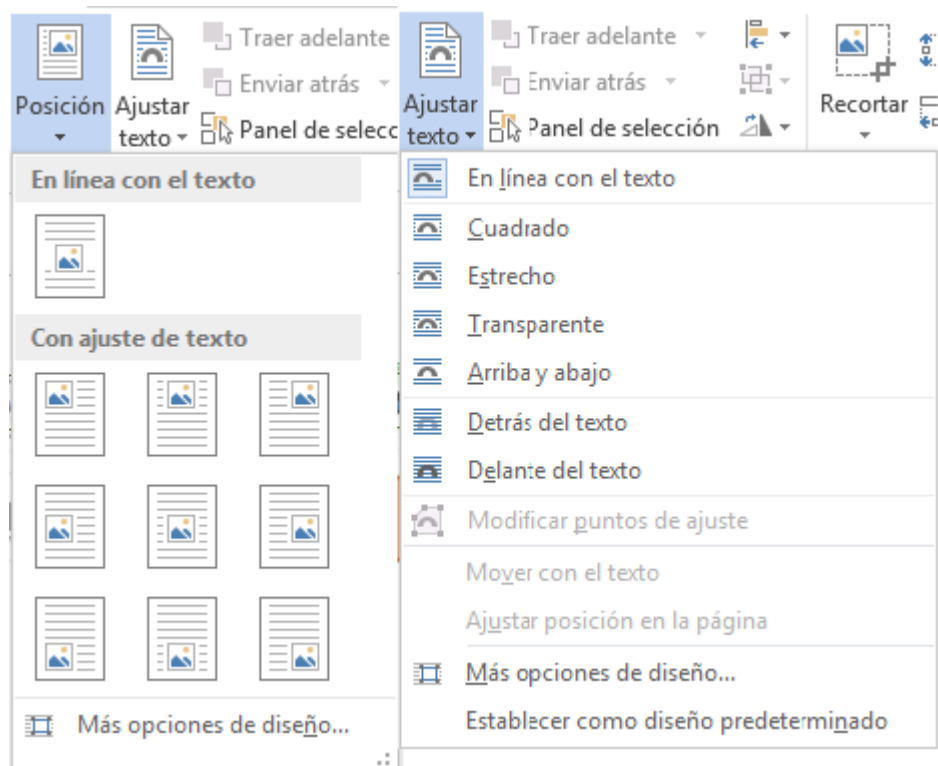 Posición
Ajustar
texto
Traer adelante
Enviar atrás
Panel de selecc
En línea con el texto
Con ajuste de texto
Más opciones de diseño...
Ajustar
texto
Traer adelante
Enviar atrás
Panel de selección
Recortar
En línea con el texto
Cuadrado
Estrecho
Transparente
Arriba y abajo
Detrás del texto
Delante del texto
Modificar puntos de ajuste
Mover con el texto
Ajustar posición en la página
Más opciones de diseño...
Establecer como diseño predeterminado